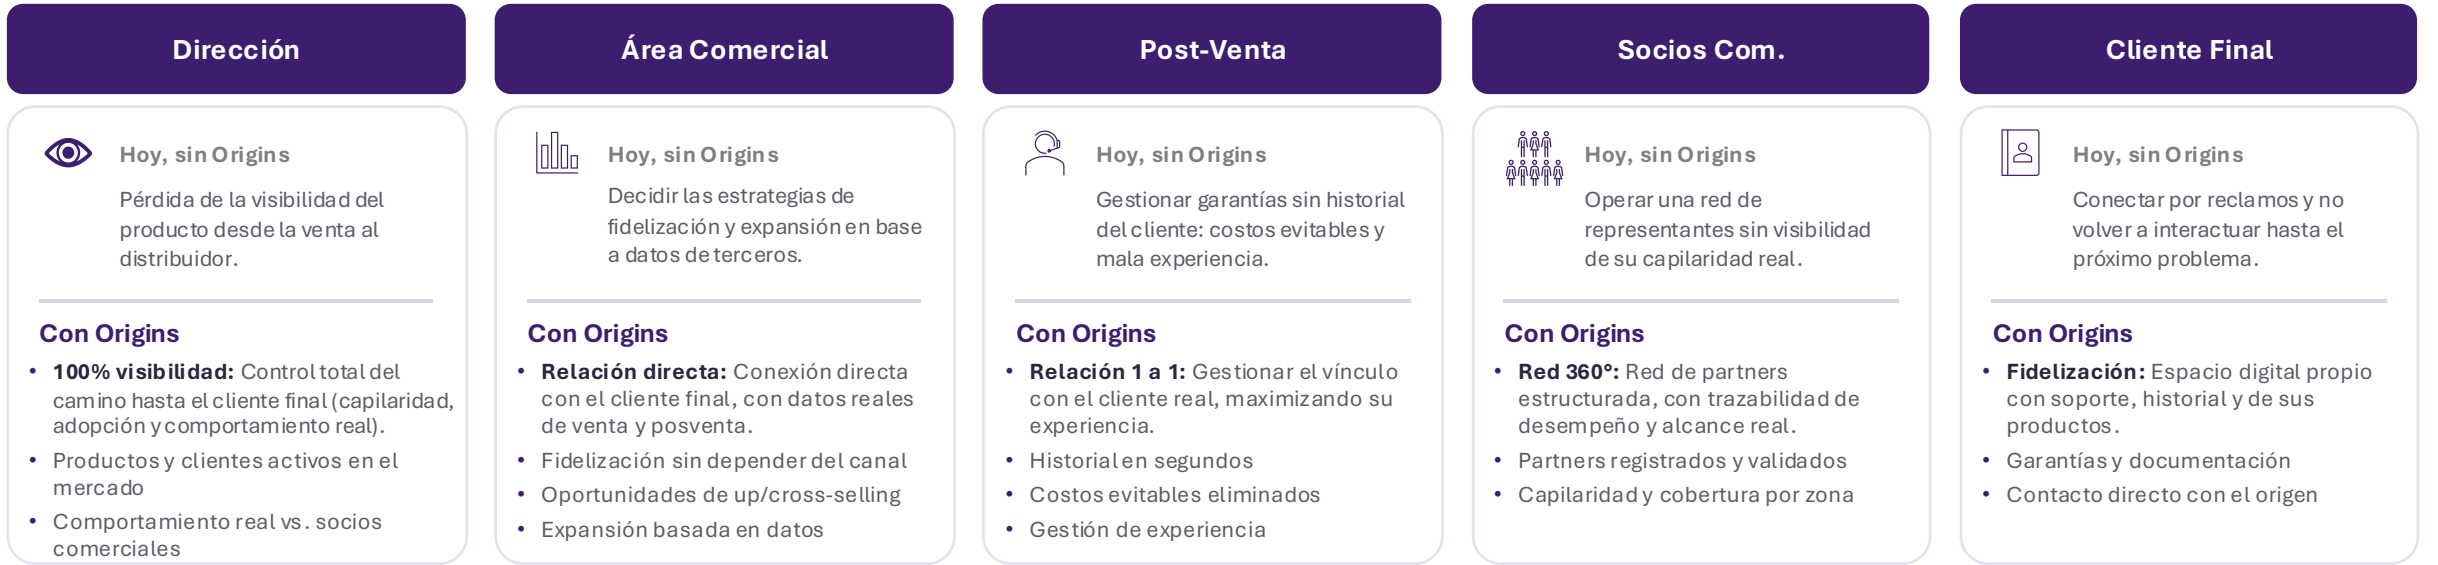 Dirección
Hoy, sin Origins
Pérdida de la visibilidad del
producto desde la venta al
distribuidor.
Con Origins
• 100% visibilidad: Control total del
camino hasta el cliente final (capilaridad,
adopción y comportamiento real).
• Productos y clientes activos en el
mercado
• Comportamiento real vs. socios
comerciales
Área Comercial
Hoy, sin Origins
Decidir las estrategias de
fidelización y expansión en base
a datos de terceros.
Con Origins
• Relación directa: Conexión directa
con el cliente final, con datos reales
de venta y posventa.
• Fidelización sin depender del canal
• Oportunidades de up/cross-selling
• Expansión basada en datos
Post-Venta
Hoy, sin Origins
Gestionar garantías sin historial
del cliente: costos evitables y
mala experiencia.
Con Origins
• Relación 1 a 1: Gestionar el vínculo
con el cliente real, maximizando su
experiencia.
• Historial en segundos
• Costos evitables eliminados
• Gestión de experiencia
Socios Com.
Hoy, sin Origins
Operar una red de
representantes sin visibilidad
de su capilaridad real.
Con Origins
• Red 360°: Red de partners
estructurada, con trazabilidad de
desempeño y alcance real.
• Partners registrados y validados
• Capilaridad y cobertura por zona
Cliente Final
Hoy, sin Origins
Conectar por reclamos y no
volver a interactuar hasta el
próximo problema.
Con Origins
• Fidelización: Espacio digital propio
con soporte, historial y de sus
productos.
• Garantías y documentación
• Contacto directo con el origen